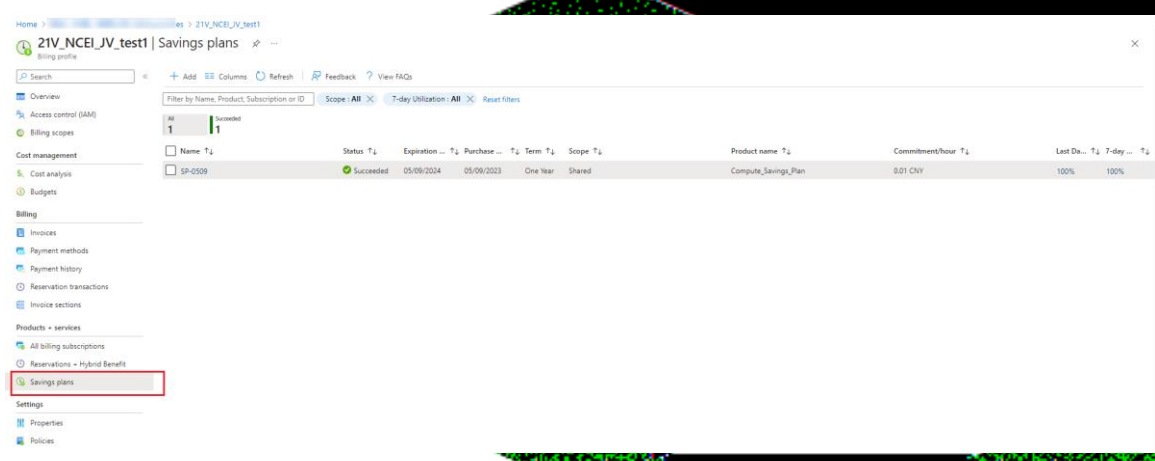 Home > es > 21V_NCEI_JV_test1
21V_NCEI_JV_test1 | Savings plans ...
Billing profile
Search «
+ Add Columns Refresh Feedback ? View FAQs
Overview
Access control (IAM)
Billing scopes
Cost management
Cost analysis
Budgets
Billing
Invoices
Payment methods
Payment history
Reservation transactions
Invoice sections
Products + services
All billing subscriptions
Reservations + Hybrid Benefit
Savings plans
Settings
Properties
Policies
Filter by Name, Product, Subscription or ID Scope : All 7-day Utilization : All Reset filters
All Succeeded
1 1
Name ↑↓ Status ↑↓ Expiration ... ↑↓ Purchase ... ↑↓ Term ↑↓ Scope ↑↓ Product name ↑↓ Commitment/hour ↑↓ Last Da... ↑↓ 7-day ... ↑↓
SP-0509 Succeeded 05/09/2024 05/09/2023 One Year Shared Compute_Savings_Plan 0.01 CNY 100% 100%